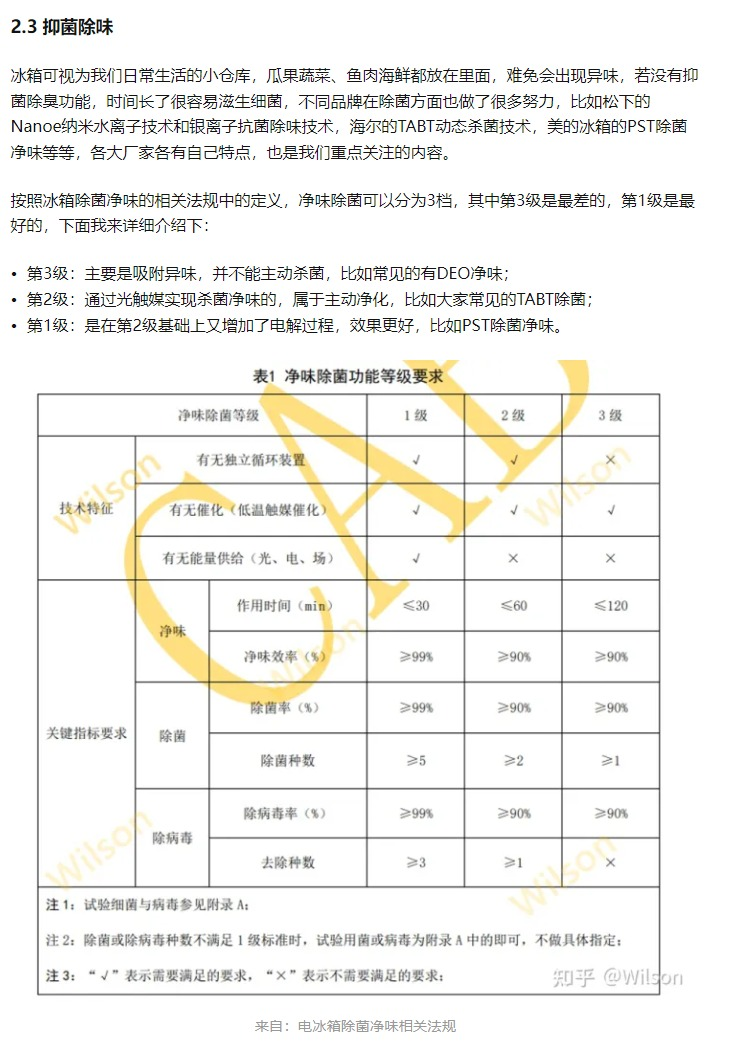 2.3 抑菌除味
冰箱可视为我们日常生活的小仓库，瓜果蔬菜、鱼肉海鲜都放在里面，难免会出现异味，若没有抑
菌除臭功能，时间长了很容易滋生细菌，不同品牌在除菌方面也做了很多努力，比如松下的
Nanoe纳米水离子技术和银离子抗菌除味技术，海尔的TABT动态杀菌技术，美的冰箱的PST除菌
净味等等，各大厂家各有自己特点，也是我们重点关注的内容。
按照冰箱除菌净味的相关法规中的定义，净味除菌可以分为3档，其中第3级是最差的，第1级是最
好的，下面我来详细介绍下：
• 第3级：主要是吸附异味，并不能主动杀菌，比如常见的有DEO净味；
• 第2级：通过光触媒实现杀菌净味的，属于主动净化，比如大家常见的TABT除菌；
• 第1级：是在第2级基础上又增加了电解过程，效果更好，比如PST除菌净味。
表1 净味除菌功能等级要求
净味除菌等级 1级 2级 3级
技术特征 有无独立循环装置 √ √ ×
有无催化（低温触媒催化） √ √ √
有无能量供给（光、电、场） √ × ×
关键指标要求 净味 作用时间（min） ≤30 ≤60 ≤120
净味效率（%） ≥99% ≥90% ≥90%
除菌 除菌率（%） ≥99% ≥90% ≥90%
除菌种数 ≥5 ≥2 ≥1
除病毒 除病毒率（%） ≥99% ≥90% ≥90%
去除种数 ≥3 ≥1 ×
注1：试验细菌与病毒参见附录A；
注2：除菌或除病毒种数不满足1级标准时，试验用菌或病毒为附录A中的即可，不做具体指定；
注3：“√”表示需要满足的要求，“×”表示不需要满足的要求；
Wilson
Wilson
Wilson
Wilson
Wilson
知乎 @Wilson
来自：电冰箱除菌净味相关法规